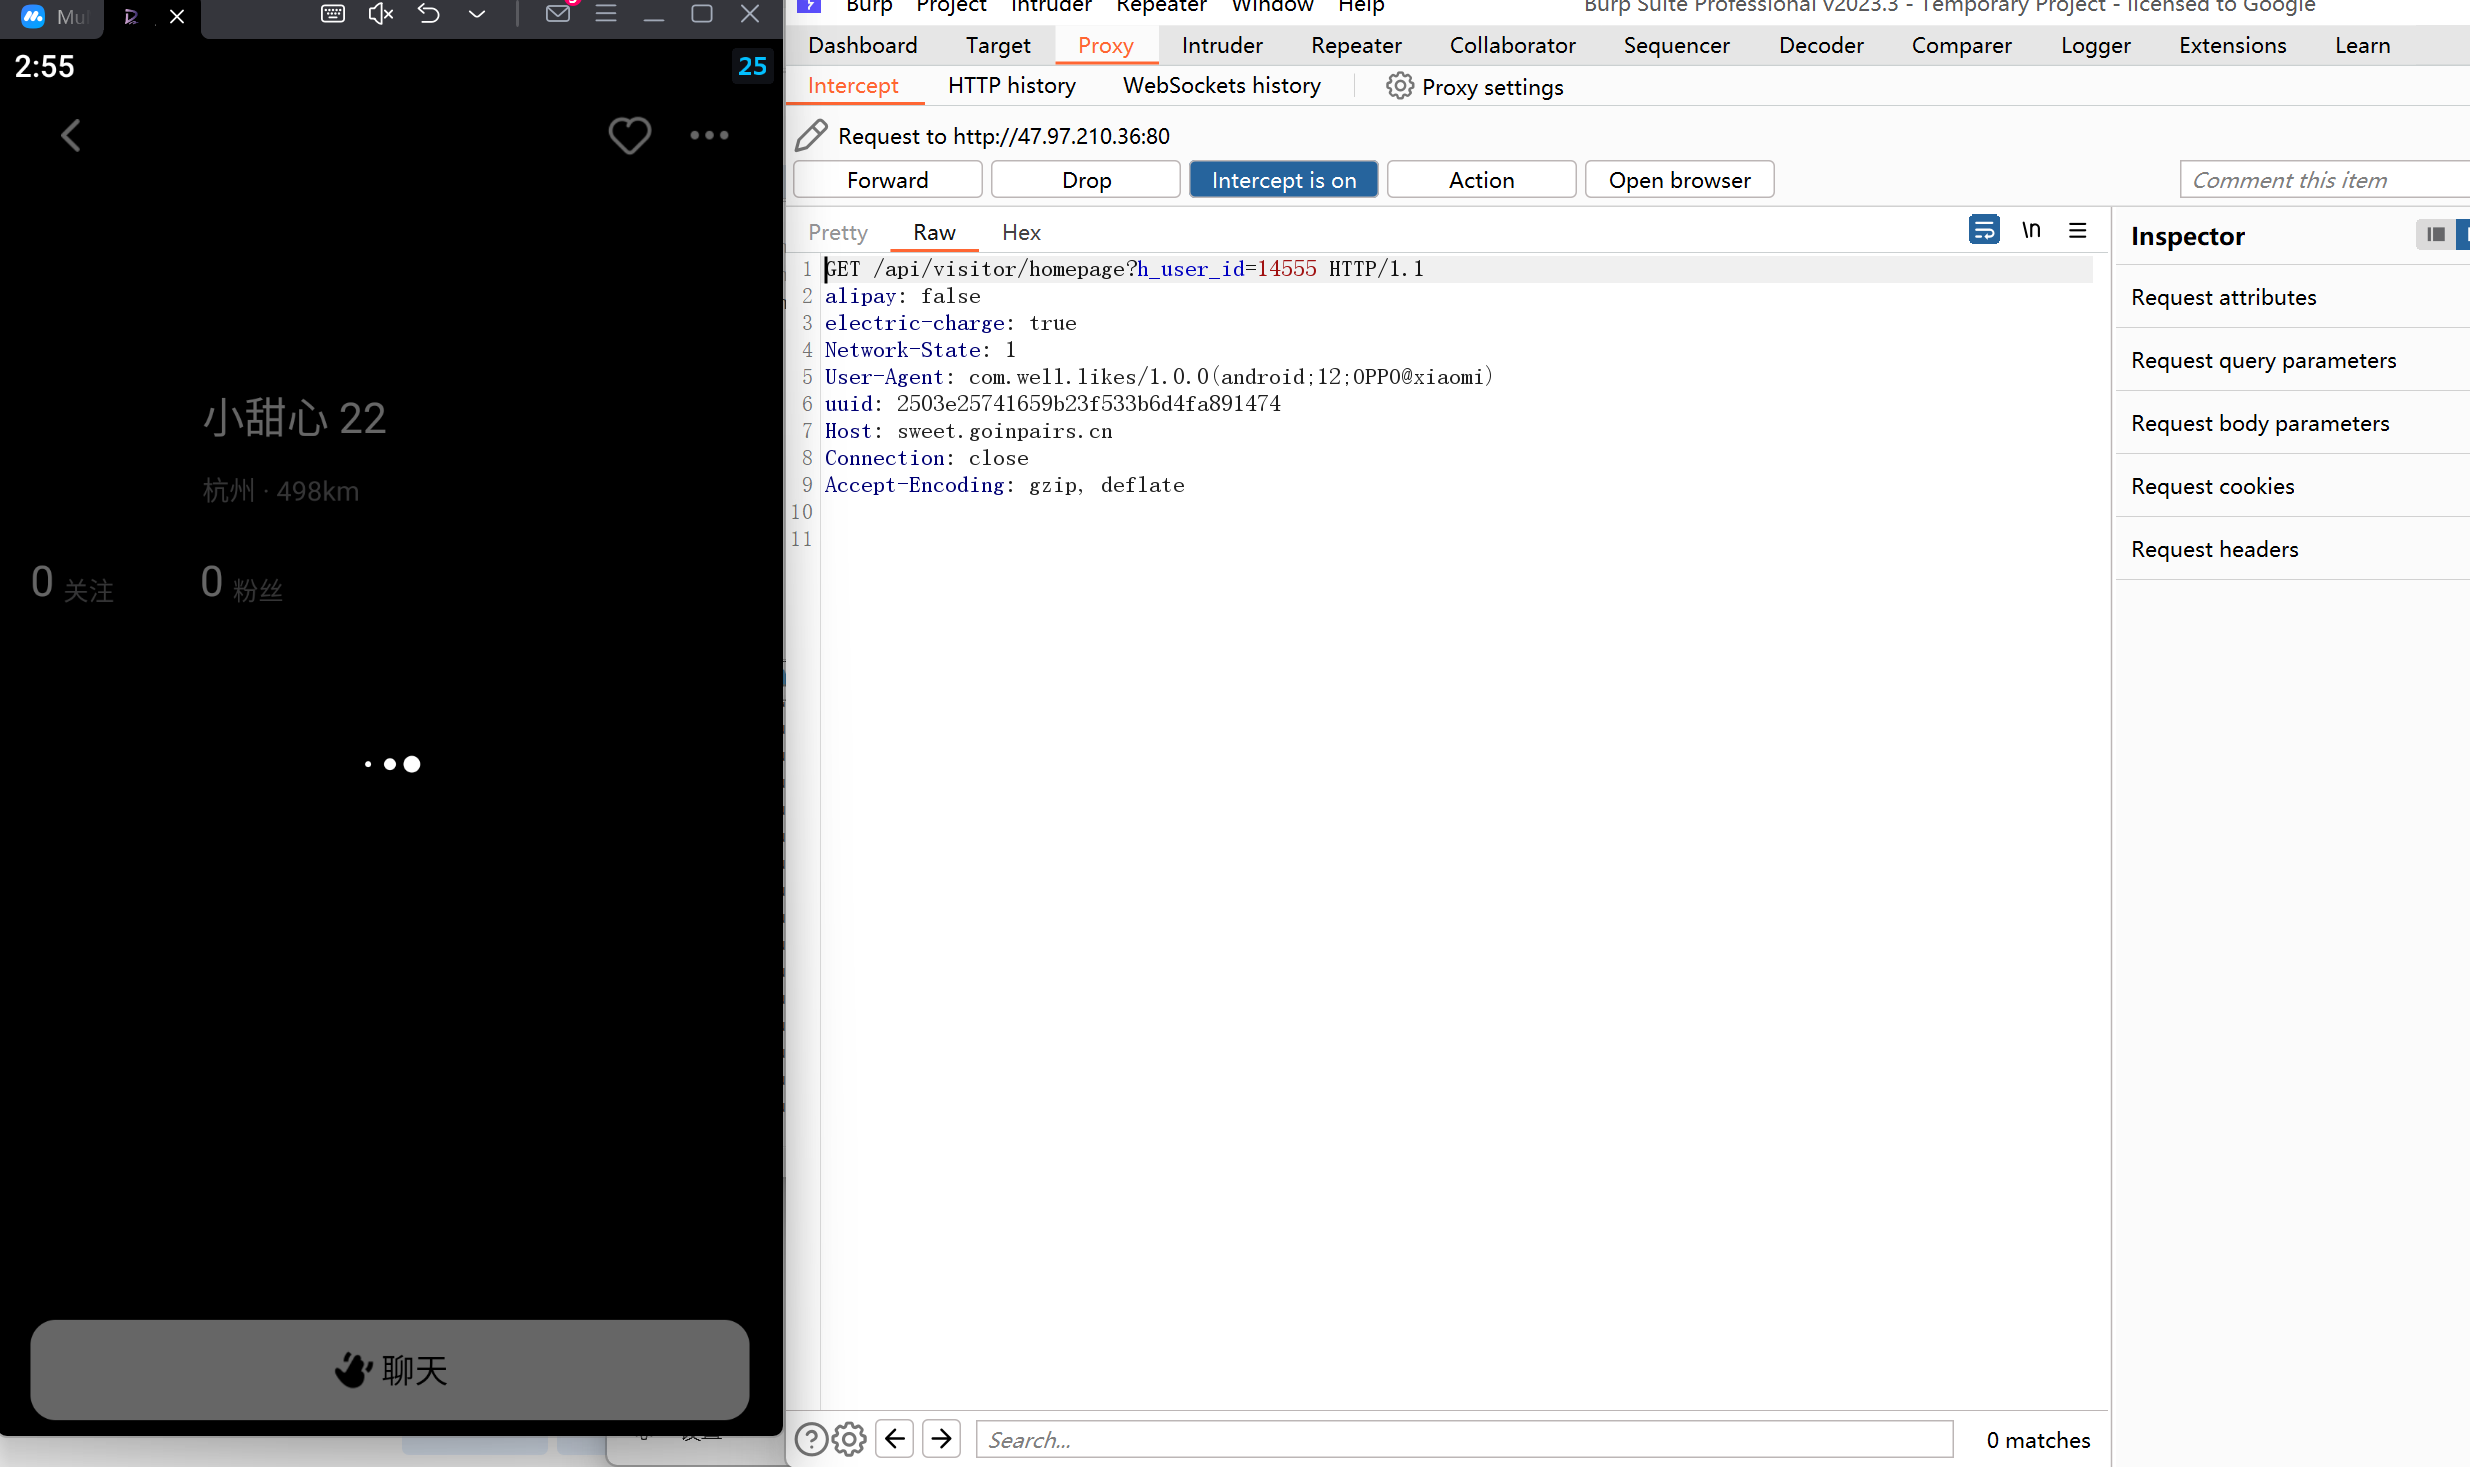 Mu
2:55
25
小甜心 22
杭州 · 498km
0 关注
0 粉丝
聊天
Burp Project Intruder Repeater Window Help
Burp Suite Professional v2023.3 - Temporary Project - licensed to Google
Dashboard Target Proxy Intruder Repeater Collaborator Sequencer Decoder Comparer Logger Extensions Learn
Intercept HTTP history WebSockets history Proxy settings
Request to http://47.97.210.36:80
Forward Drop Intercept is on Action Open browser Comment this item
Pretty Raw Hex \n
1 GET /api/visitor/homepage?h_user_id=14555 HTTP/1.1
2 alipay: false
3 electric-charge: true
4 Network-State: 1
5 User-Agent: com.well.likes/1.0.0(android;12;OPPO@xiaomi)
6 uuid: 2503e25741659b23f533b6d4fa891474
7 Host: sweet.goinpairs.cn
8 Connection: close
9 Accept-Encoding: gzip, deflate
10
11
Inspector
Request attributes
Request query parameters
Request body parameters
Request cookies
Request headers
Search...
0 matches